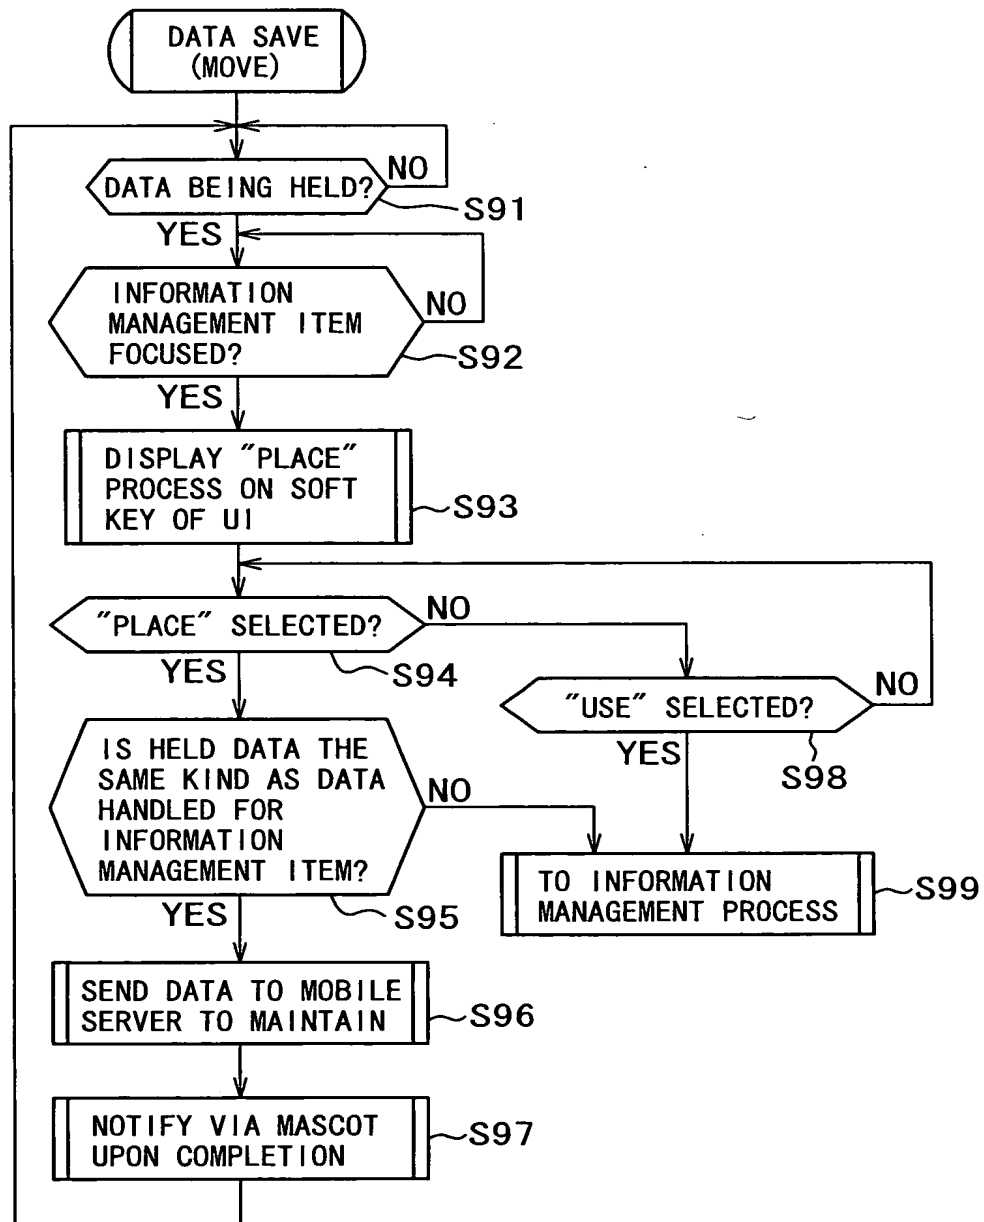 DATA SAVE
(MOVE)
DATA BEING HELD?
NO
S91
YES
INFORMATION
MANAGEMENT ITEM
FOCUSED?
NO
S92
YES
DISPLAY "PLACE"
PROCESS ON SOFT
KEY OF UI
S93
"PLACE" SELECTED?
NO
S94
YES
"USE" SELECTED?
NO
S98
YES
IS HELD DATA THE
SAME KIND AS DATA
HANDLED FOR
INFORMATION
MANAGEMENT ITEM?
NO
S95
YES
TO INFORMATION
MANAGEMENT PROCESS
S99
SEND DATA TO MOBILE
SERVER TO MAINTAIN
S96
NOTIFY VIA MASCOT
UPON COMPLETION
S97